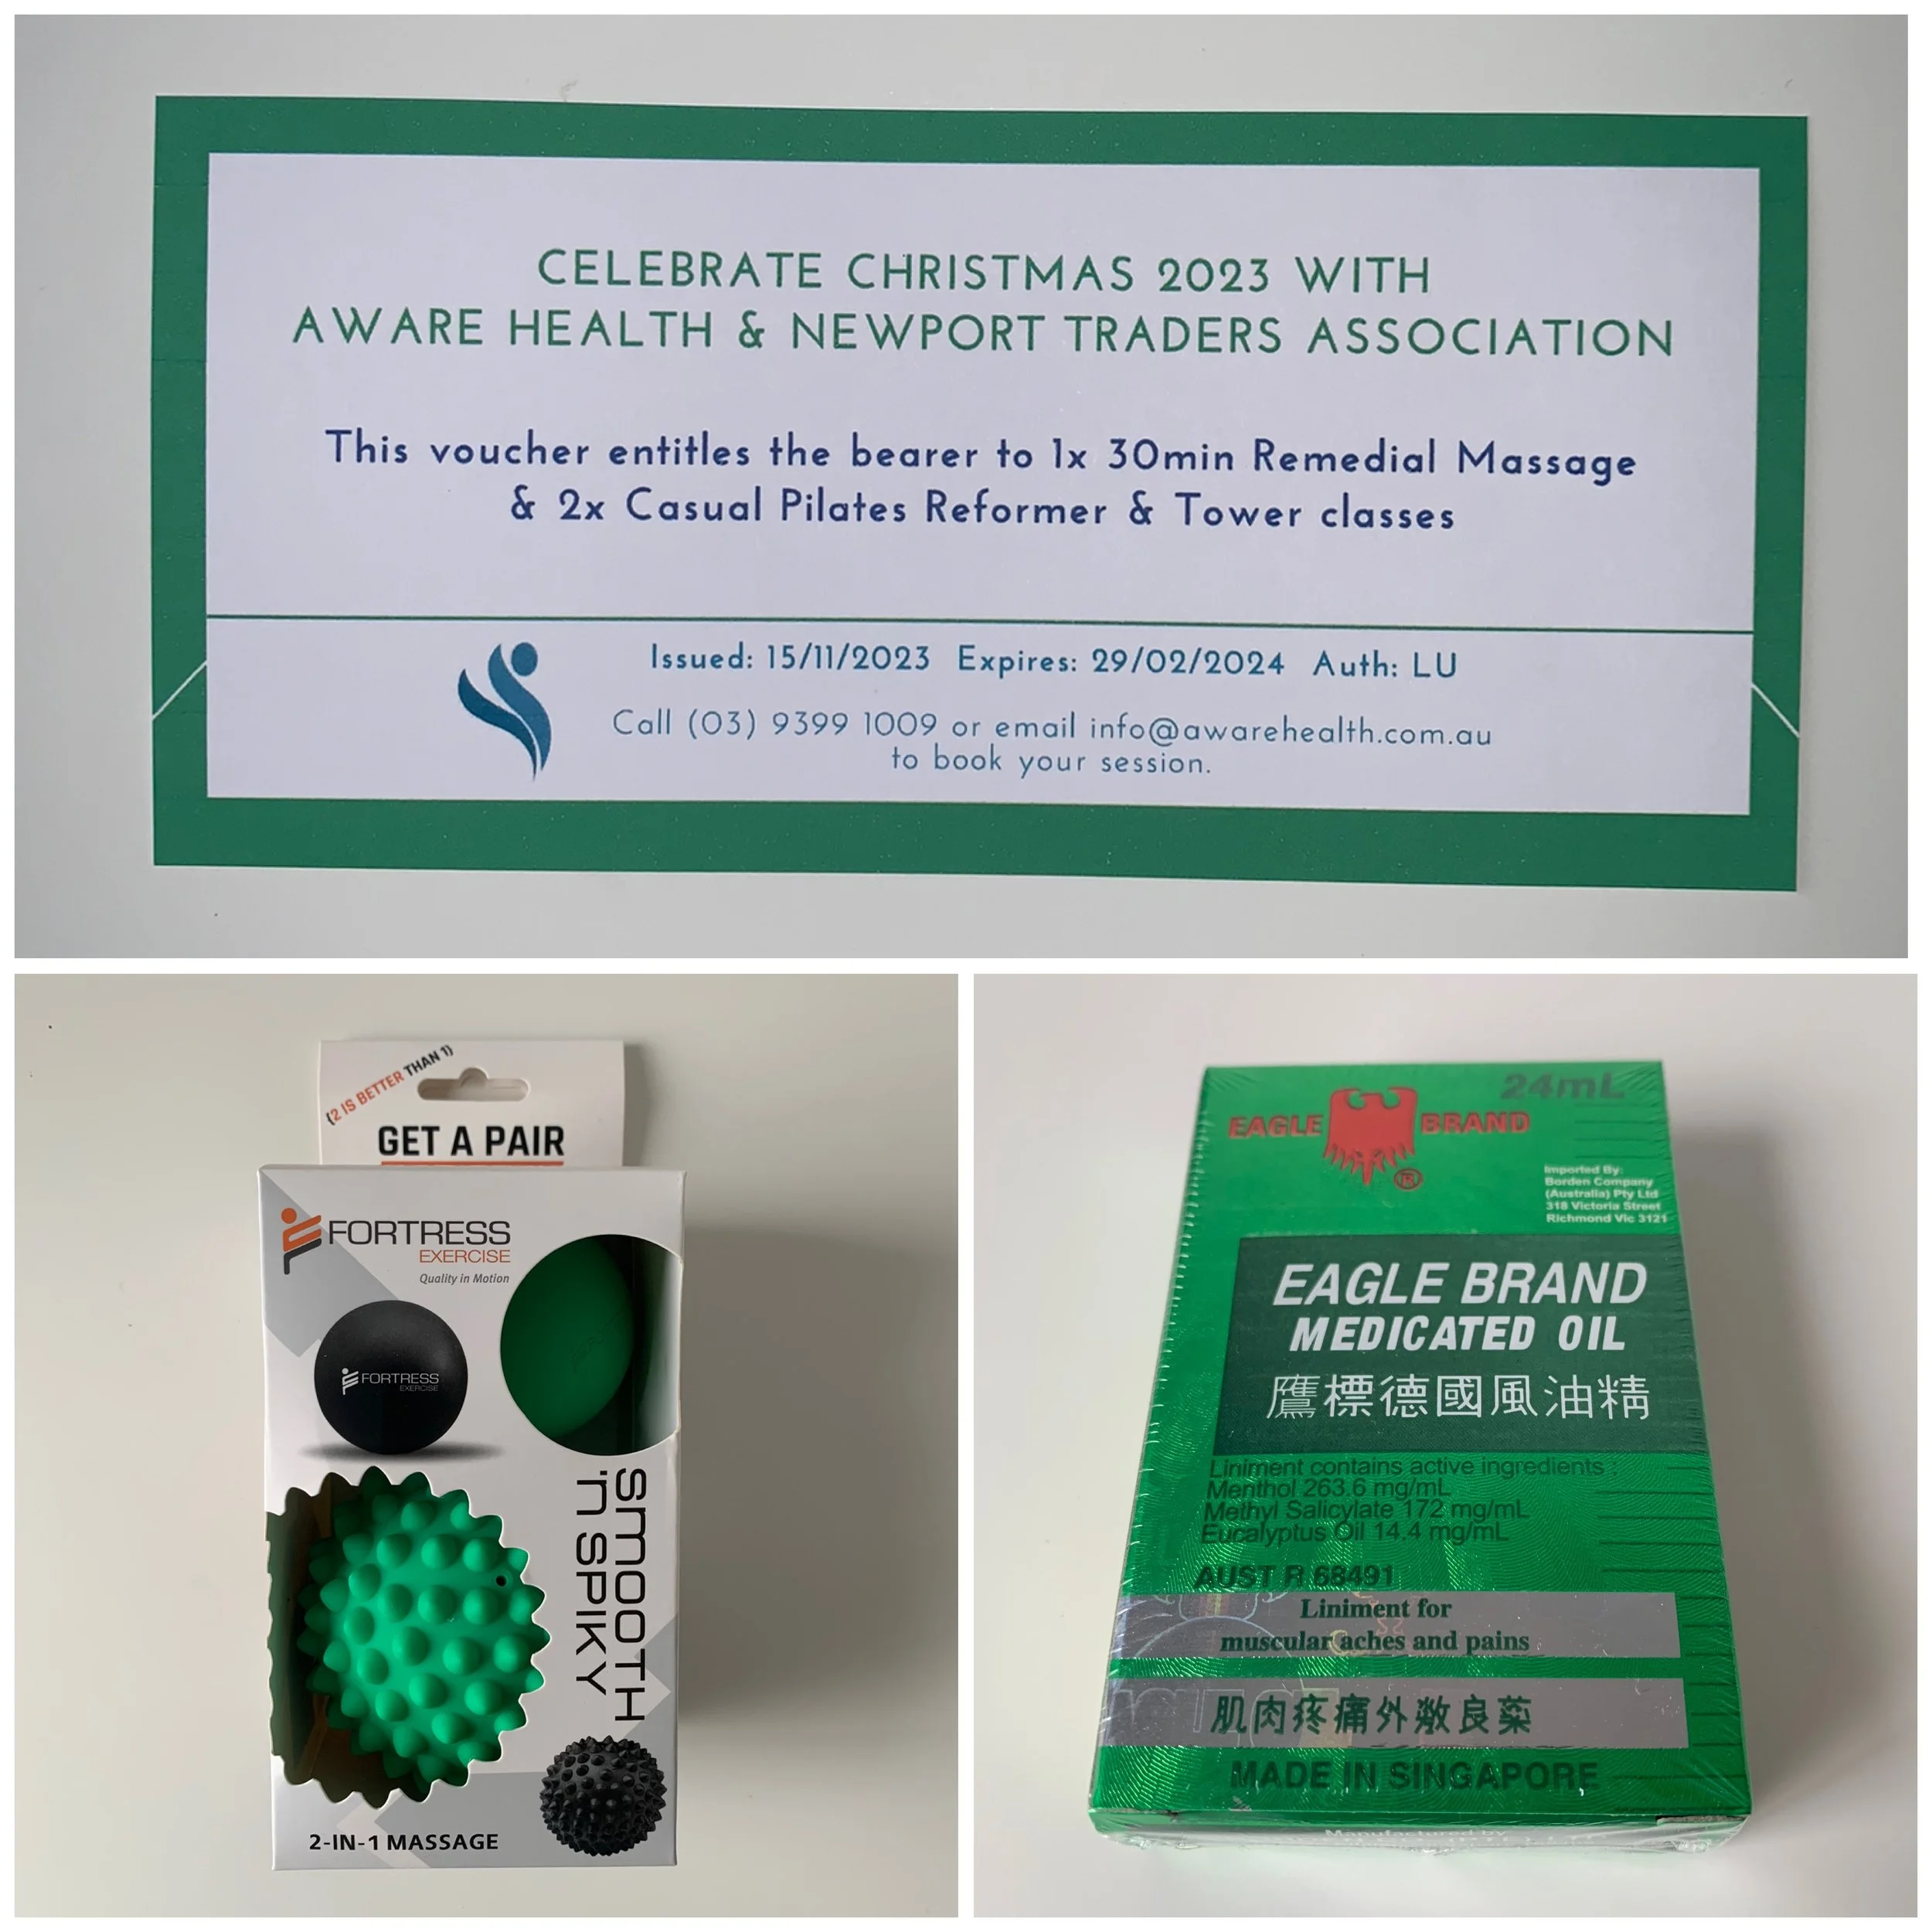 CELEBRATE CHRISTMAS 2023 WITH
AWARE HEALTH & NEWPORT TRADERS ASSOCIATION
This voucher entitles the bearer to 1x 30min Remedial Massage
& 2x Casual Pilates Reformer & Tower classes
Issued: 15/11/2023 Expires: 29/02/2024 Auth: LU
Call (03) 9399 1009 or email info@awarehealth.com.au
to book your session.
(2 IS BETTER THAN 1)
GET A PAIR
FORTRESS
EXERCISE
Quality in Motion
FORTRESS
EXERCISE
SMOOTH
'N SPIKY
2-IN-1 MASSAGE
24mL
EAGLE BRAND
®
Imported By:
Borden Company
(Australia) Pty Ltd
318 Victoria Street
Richmond Vic 3121
EAGLE BRAND
MEDICATED OIL
鷹標德國風油精
Liniment contains active ingredients :
Menthol 263.6 mg/mL
Methyl Salicylate 172 mg/mL
Eucalyptus Oil 14.4 mg/mL
AUST R 68491
Liniment for
muscular aches and pains
肌肉疼痛外敷良藥
MADE IN SINGAPORE
Manufactured